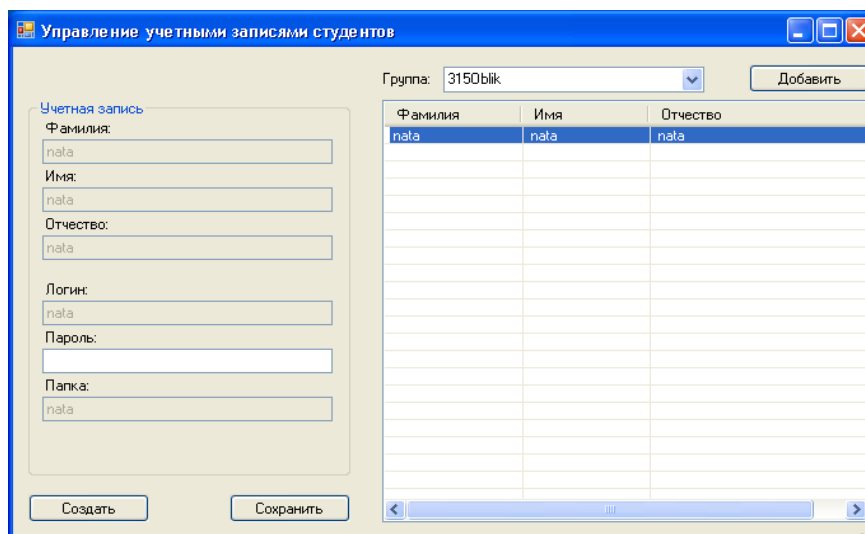 Управление учетными записями студентов
Группа: 315Oblik Добавить
Учетная запись
Фамилия:
nata
Имя:
nata
Отчество:
nata
Логин:
nata
Пароль:
Папка:
nata
Создать Сохранить
Фамилия Имя Отчество
nata nata nata